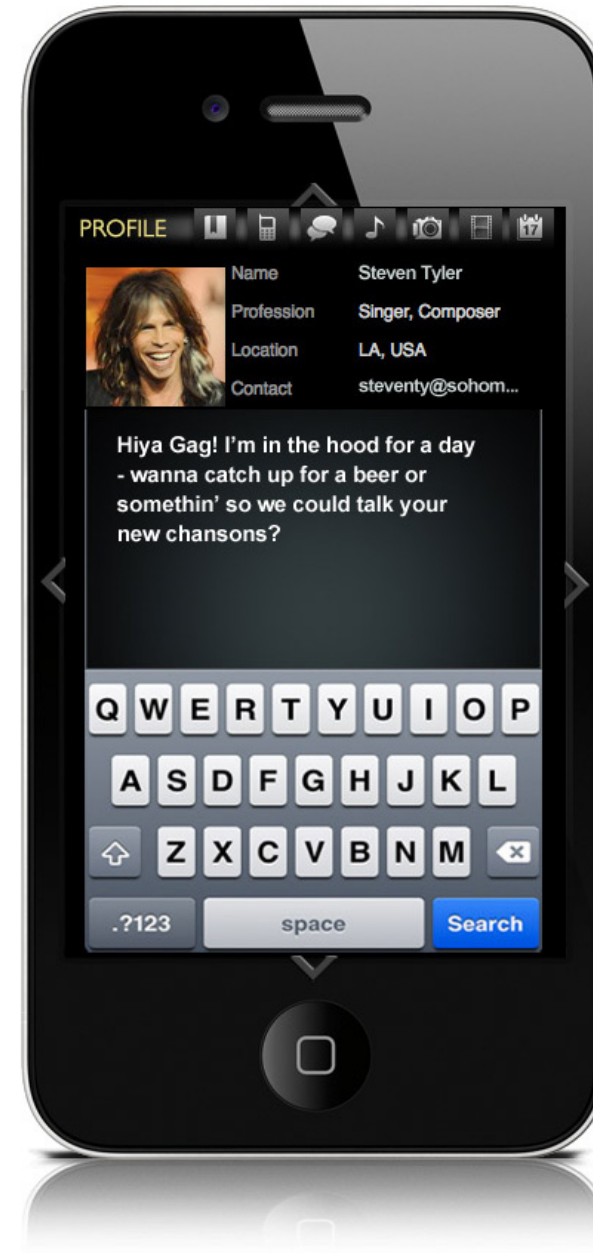 PROFILE
17
Name Steven Tyler
Profession Singer, Composer
Location LA, USA
Contact steventy@sohom...
Hiya Gag! I'm in the hood for a day
- wanna catch up for a beer or
somethin' so we could talk your
new chansons?
Q W E R T Y U I O P
A S D F G H J K L
Z X C V B N M
.?123 space Search